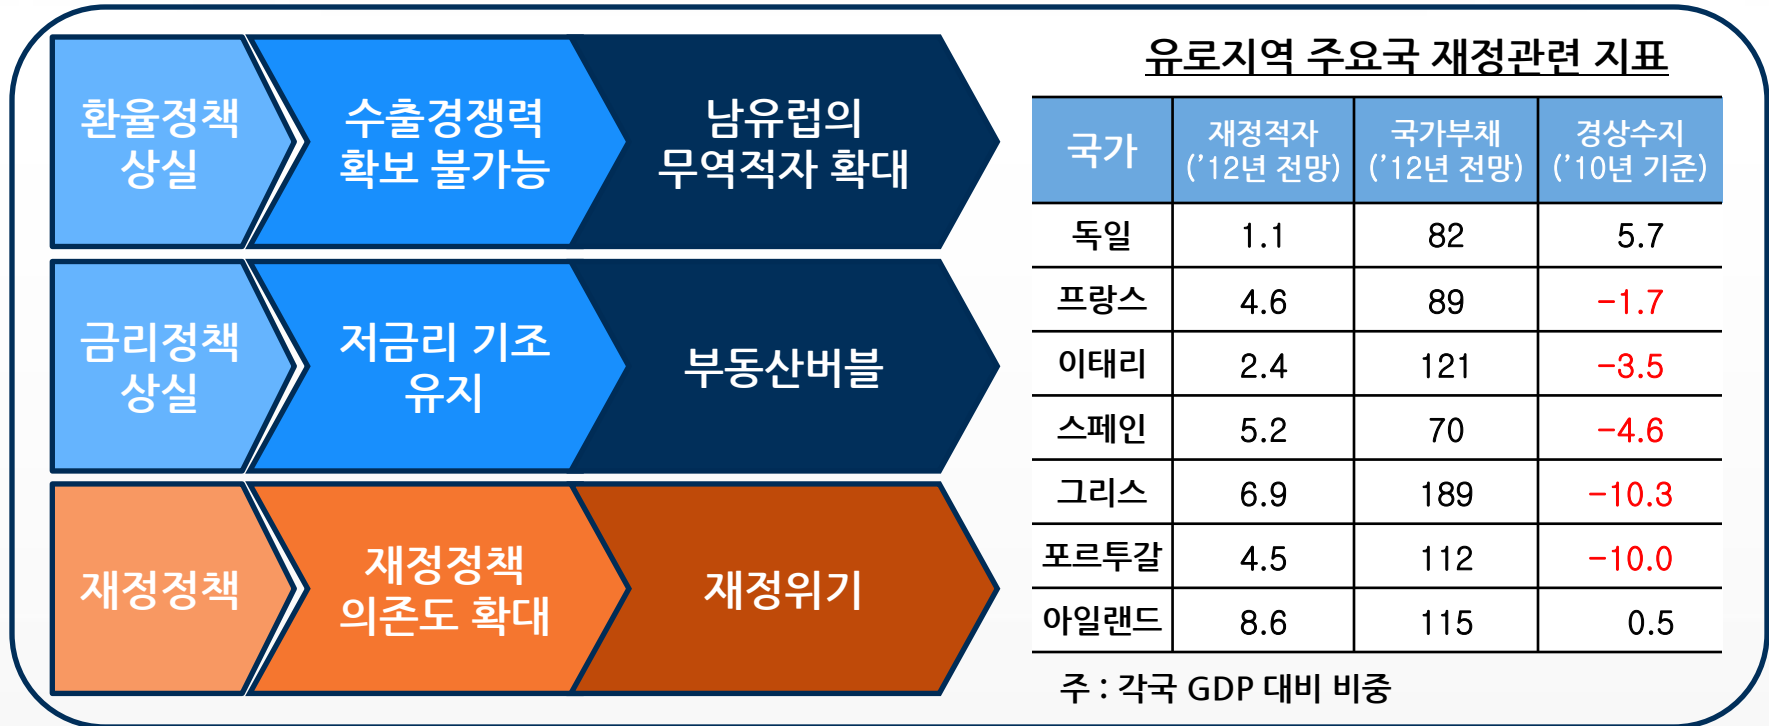 환율정책
상실
수출경쟁력
확보 불가능
남유럽의
무역적자 확대
금리정책
상실
저금리 기조
유지
부동산버블
재정정책
재정정책
의존도 확대
재정위기
유로지역 주요국 재정관련 지표
국가 재정적자 (’12년 전망) 국가부채 (’12년 전망) 경상수지 (’10년 기준)
독일 1.1 82 5.7
프랑스 4.6 89 -1.7
이태리 2.4 121 -3.5
스페인 5.2 70 -4.6
그리스 6.9 189 -10.3
포르투갈 4.5 112 -10.0
아일랜드 8.6 115 0.5
주 : 각국 GDP 대비 비중